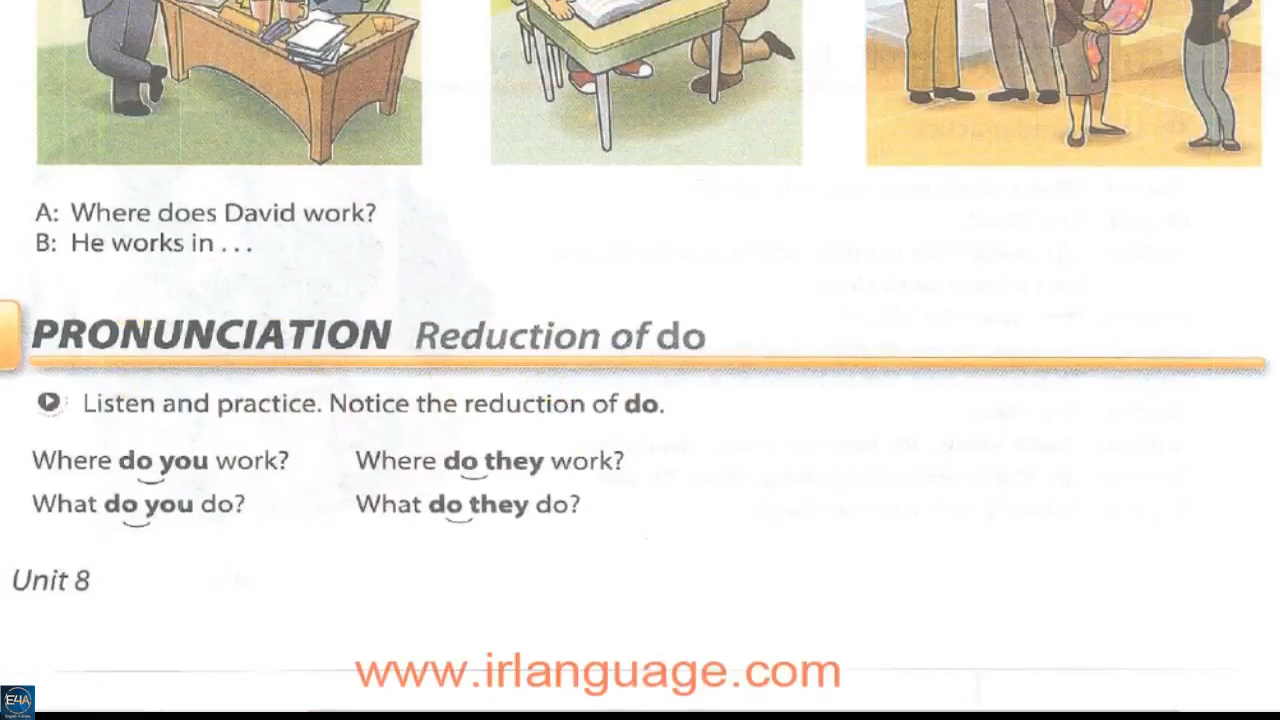 A: Where does David work?
B: He works in . . .
PRONUNCIATION Reduction of do
Listen and practice. Notice the reduction of do.
Where do you work? Where do they work?
What do you do? What do they do?
Unit 8
www.irlanguage.com
E4A